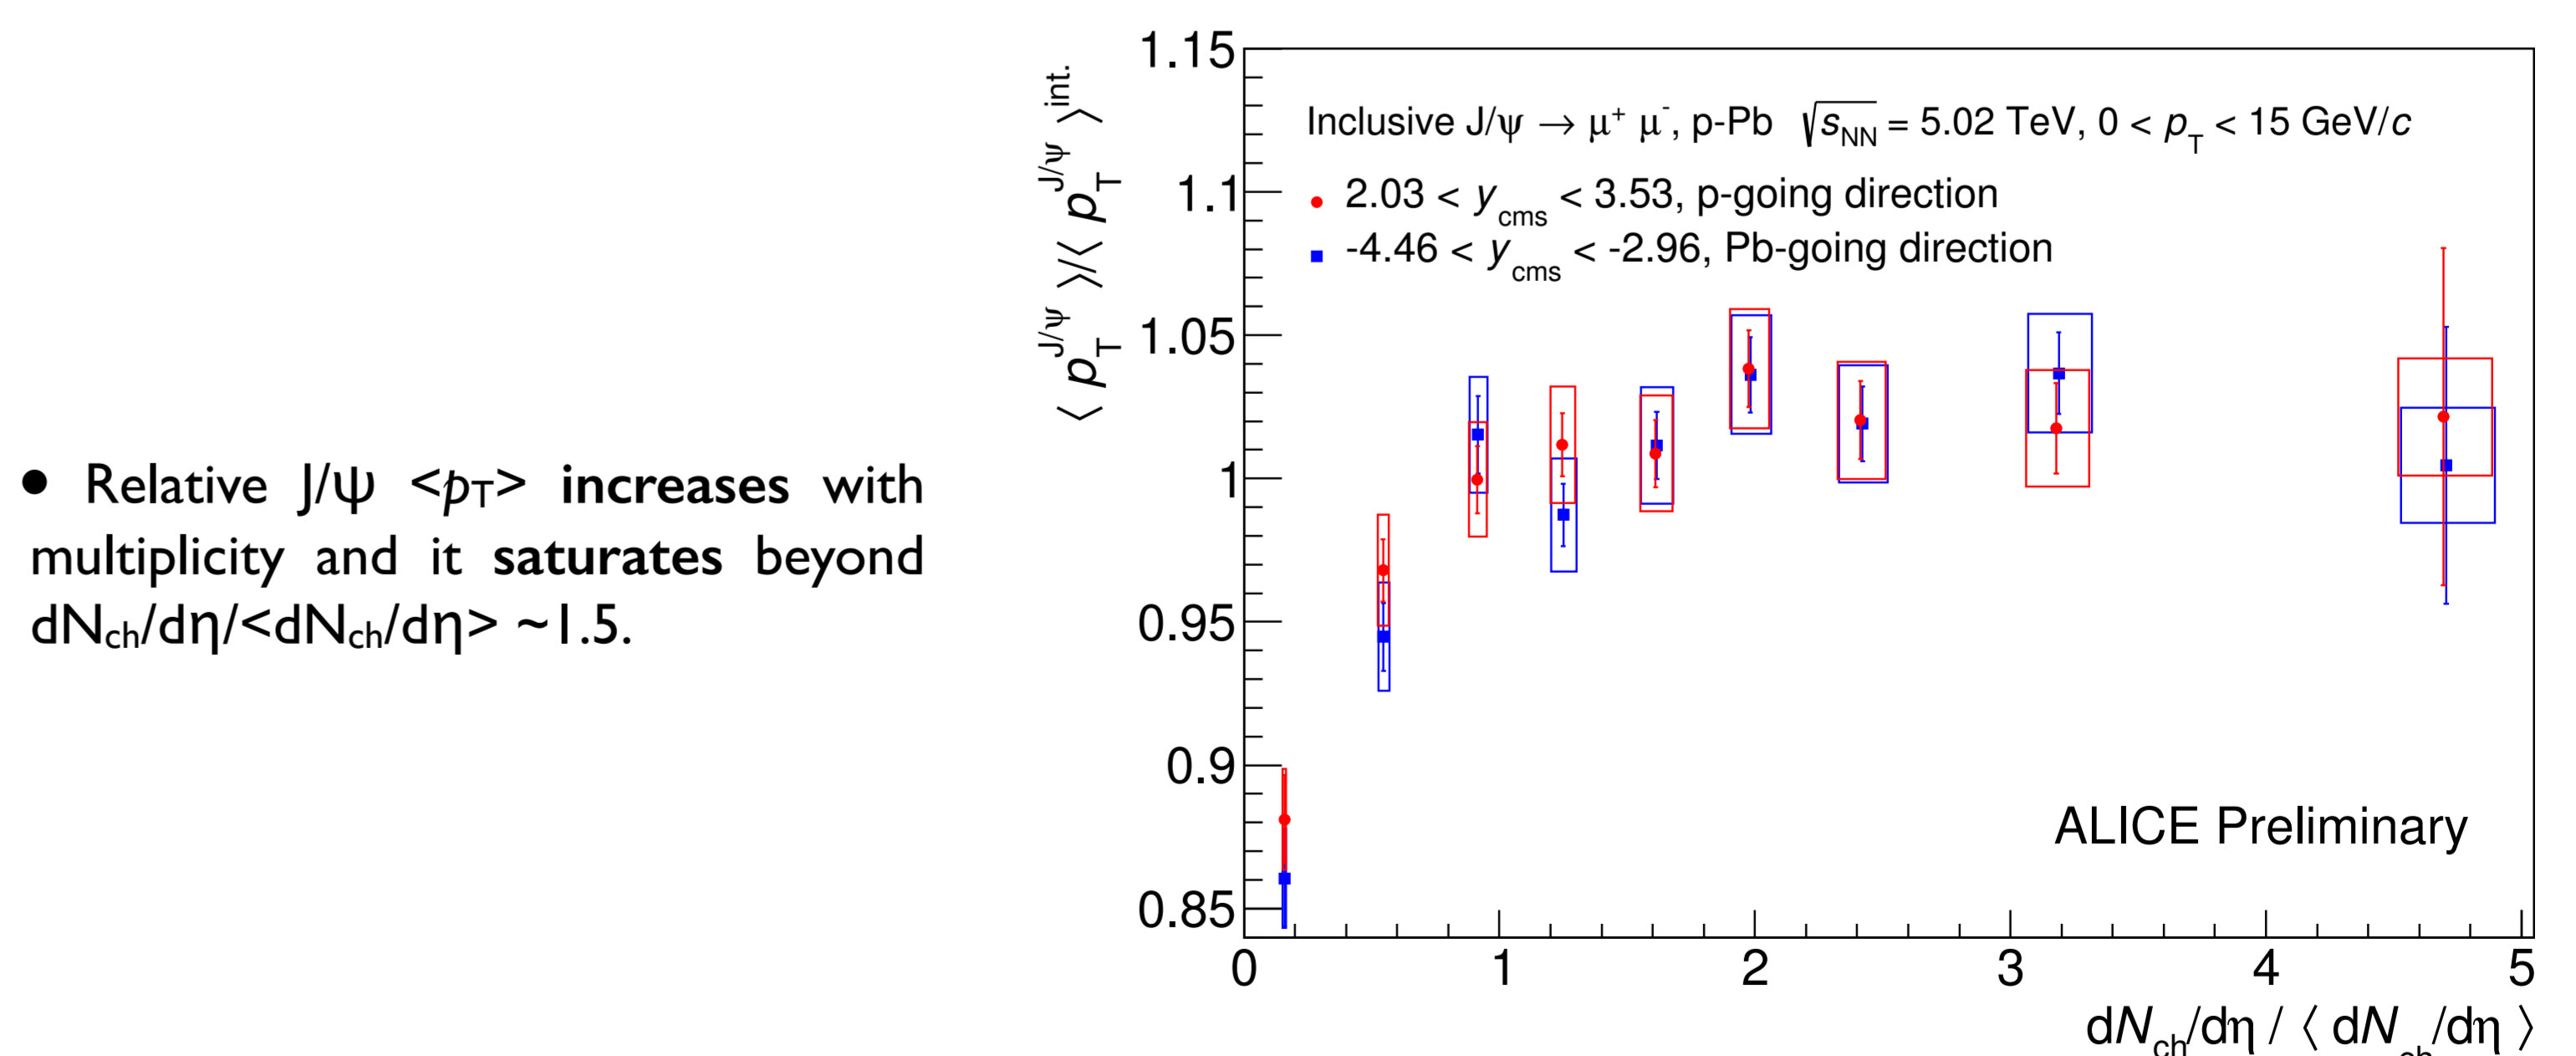 • Relative J/ψ <pT> increases with
multiplicity and it saturates beyond
dNch/dη/<dNch/dη> ~1.5.
⟨ pT^J/ψ ⟩/⟨ pT^J/ψ ⟩^int.
1.15
1.1
1.05
1
0.95
0.9
0.85
Inclusive J/ψ → μ⁺ μ⁻, p-Pb √sNN = 5.02 TeV, 0 < pT < 15 GeV/c
2.03 < ycms < 3.53, p-going direction
-4.46 < ycms < -2.96, Pb-going direction
ALICE Preliminary
0 1 2 3 4 5
dNch/dη / ⟨ dNch/dη ⟩